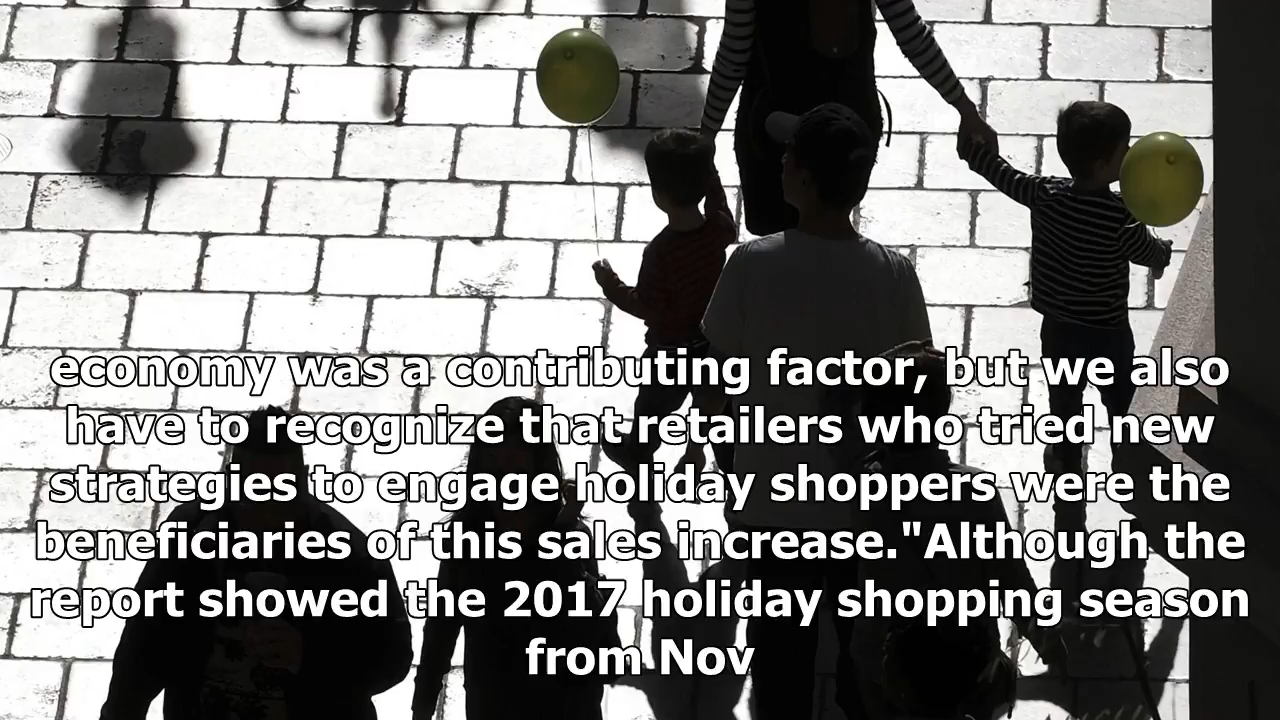 economy was a contributing factor, but we also
have to recognize that retailers who tried new
strategies to engage holiday shoppers were the
beneficiaries of this sales increase."Although the
report showed the 2017 holiday shopping season
from Nov